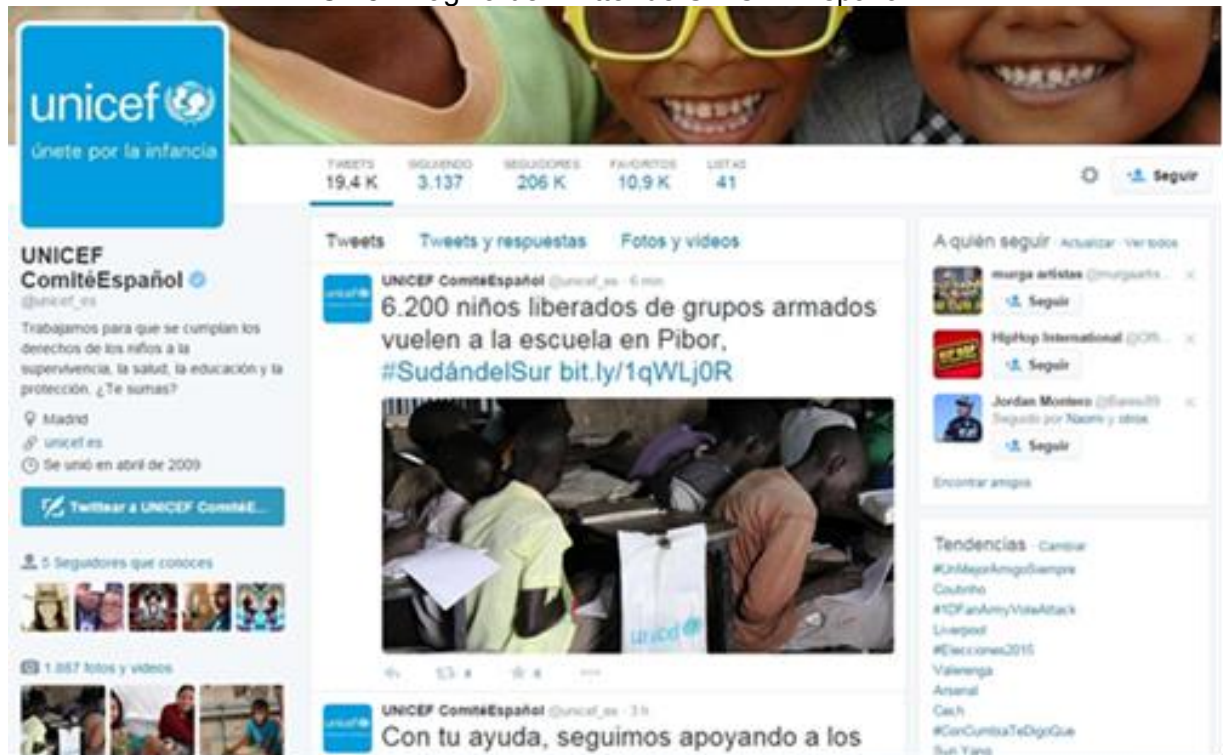 unicef
únete por la infancia
TWEETS
19,4 K
SIGUIENDO
3.137
SEGUIDORES
206 K
FAVORITOS
10,9 K
LISTAS
41
Seguir
UNICEF
ComitéEspañol
@unicef_es
Trabajamos para que se cumplan los
derechos de los niños a la
supervivencia, la salud, la educación y la
protección. ¿Te sumas?
Madrid
unicef.es
Se unió en abril de 2009
Twittear a UNICEF ComitéE...
5 Seguidores que conoces
1.087 fotos y videos
Tweets
Tweets y respuestas
Fotos y videos
UNICEF ComitéEspañol @unicef_es · 6 min
6.200 niños liberados de grupos armados
vuelen a la escuela en Pibor,
#SudándelSur bit.ly/1qWLj0R
unicef
UNICEF ComitéEspañol @unicef_es · 3 h
Con tu ayuda, seguimos apoyando a los
A quién seguir · Actualizar · Ver todos
murga artistas
Seguir
HipHop International
Seguir
Jordan Montero
Seguido por Naomi y otros
Seguir
Encontrar amigos
Tendencias · Cambiar
#UnMejorAmigoSiempre
Coutinho
#1DFanArmyVoteAttack
Liverpool
#Elecciones2015
Valerenga
Arsenal
Cech
#ConCumbiaTeDigoQue
Sun Yang